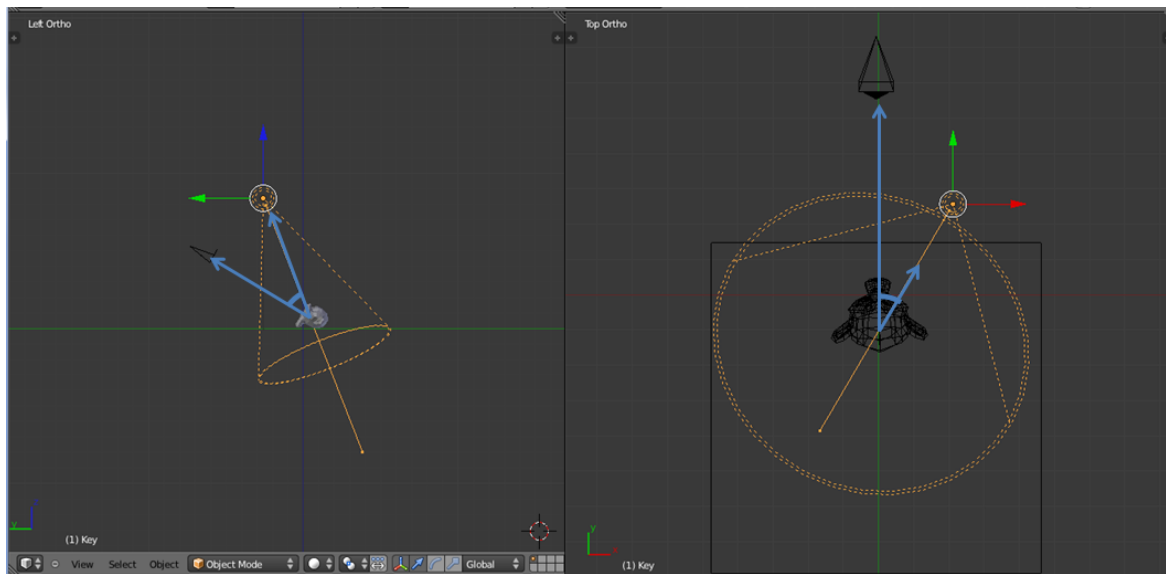 Left Ortho
Top Ortho
z
y
(1) Key
y
x
(1) Key
View Select Object Object Mode Global